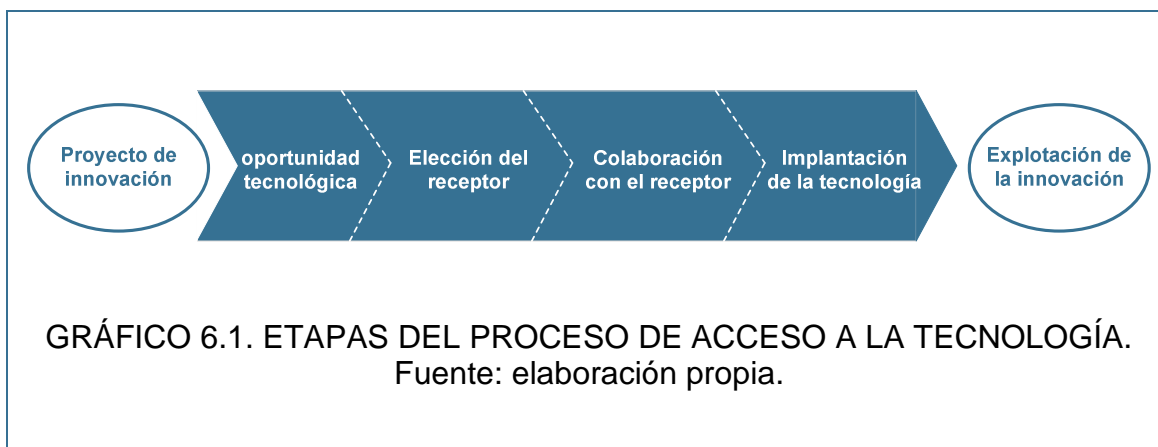 Proyecto de
innovación
oportunidad
tecnológica
Elección del
receptor
Colaboración
con el receptor
Implantación
de la tecnología
Explotación de
la innovación
GRÁFICO 6.1. ETAPAS DEL PROCESO DE ACCESO A LA TECNOLOGÍA.
Fuente: elaboración propia.